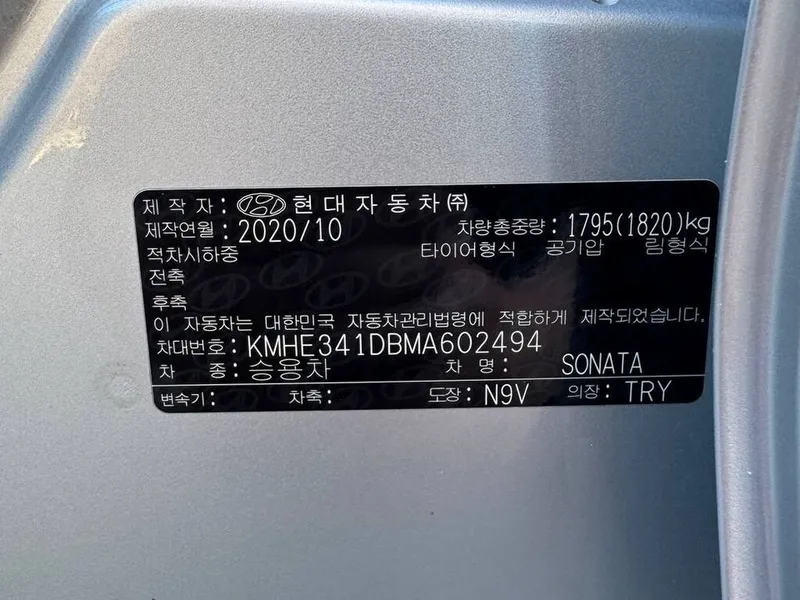 제 작 자 : 현대자동차㈜
제작연월 : 2020/10 차량총중량 : 1795(1820)kg
적차시하중 타이어형식 공기압 림형식
전축
후축
이 자동차는 대한민국 자동차관리법령에 적합하게 제작되었습니다.
차대번호 : KMHE341DBMA602494
차 종 : 승용차 차 명 : SONATA
변속기 : 차축 : 도장 : N9V 의장 : TRY